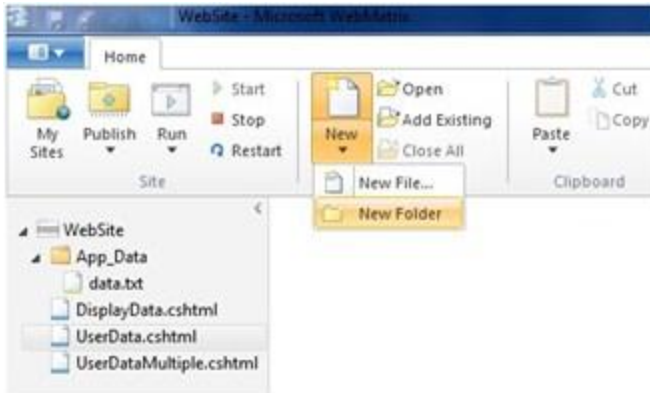 WebSite - Microsoft WebMatrix
Home
My Sites
Publish
Run
Start
Stop
Restart
Site
New
Open
Add Existing
Close All
New File...
New Folder
Paste
Cut
Copy
Clipboard
WebSite
App_Data
data.txt
DisplayData.cshtml
UserData.cshtml
UserDataMultiple.cshtml